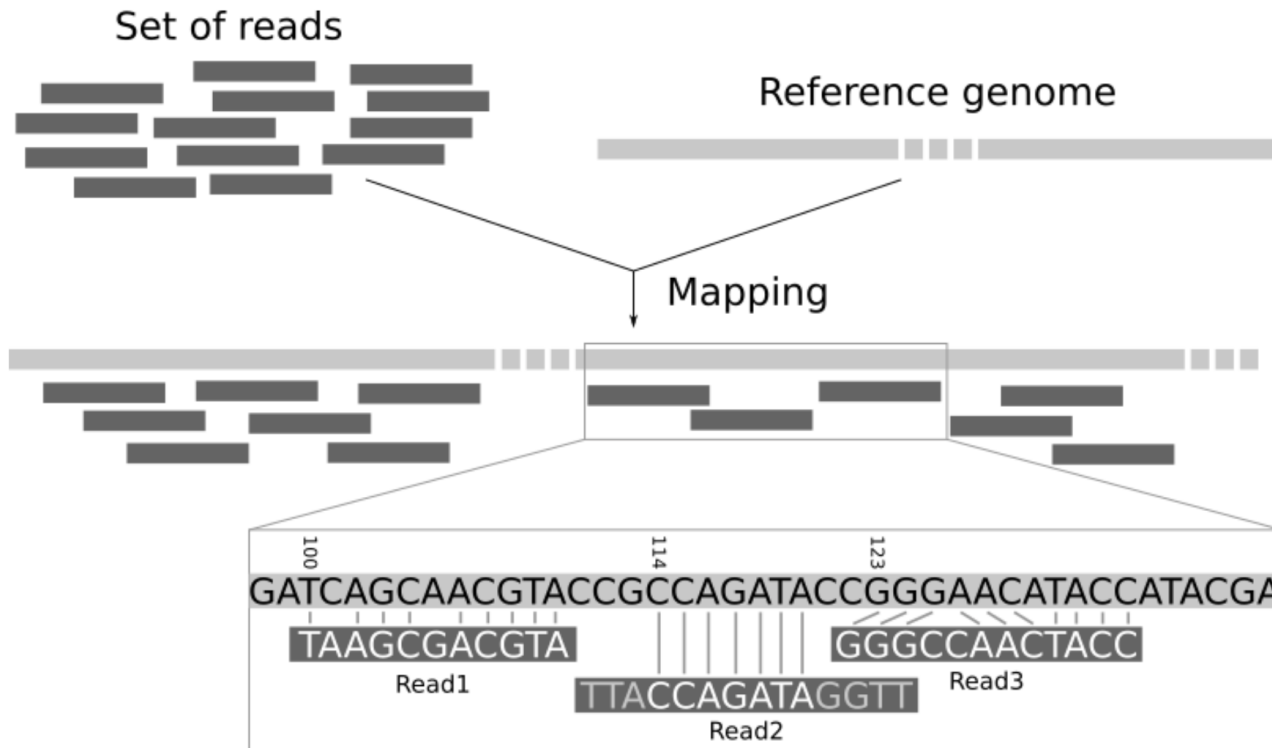 Set of reads
Reference genome
Mapping
100 114 123
GATCAGCAACGTACCGCCAGATACCGGGAACATACCATACGA
TAAGCGACGTA GGGCCAACTACC
Read1 Read3
TTACCAGATAGGTT
Read2